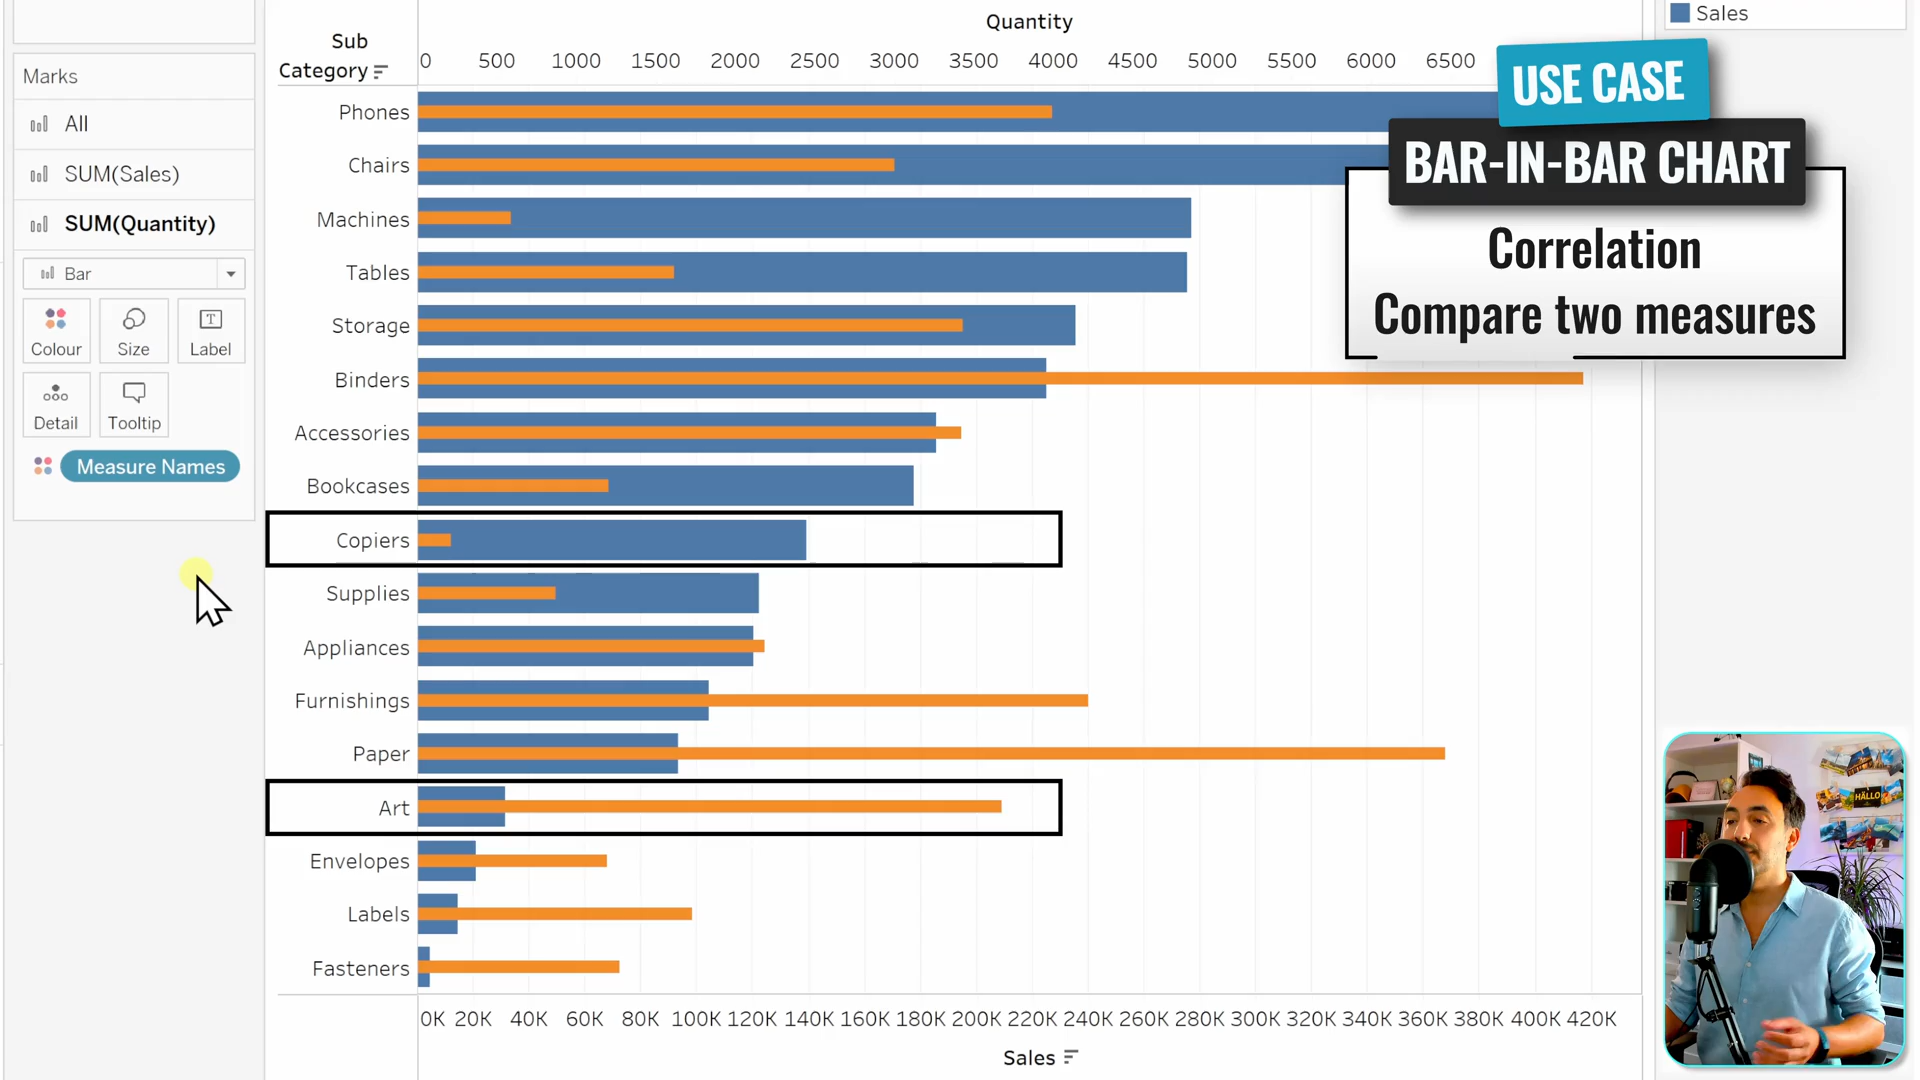 Marks
All
SUM(Sales)
SUM(Quantity)
Bar
Colour
Size
Label
Detail
Tooltip
Measure Names
Sub
Category
Quantity
0 500 1000 1500 2000 2500 3000 3500 4000 4500 5000 5500 6000 6500
Phones
Chairs
Machines
Tables
Storage
Binders
Accessories
Bookcases
Copiers
Supplies
Appliances
Furnishings
Paper
Art
Envelopes
Labels
Fasteners
0K 20K 40K 60K 80K 100K 120K 140K 160K 180K 200K 220K 240K 260K 280K 300K 320K 340K 360K 380K 400K 420K
Sales
Sales
USE CASE
BAR-IN-BAR CHART
Correlation
Compare two measures
HÄLLO